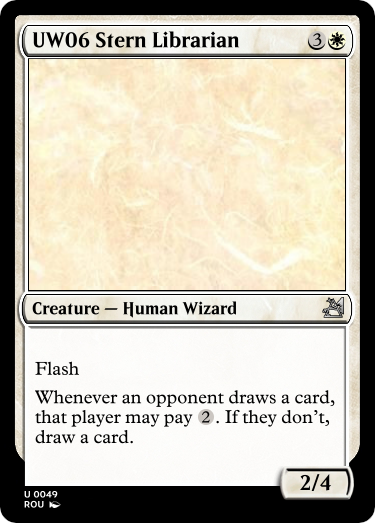 UW06 Stern Librarian 3
Creature — Human Wizard
Flash
Whenever an opponent draws a card,
that player may pay 2. If they don't,
draw a card.
2/4
U 0049
ROU